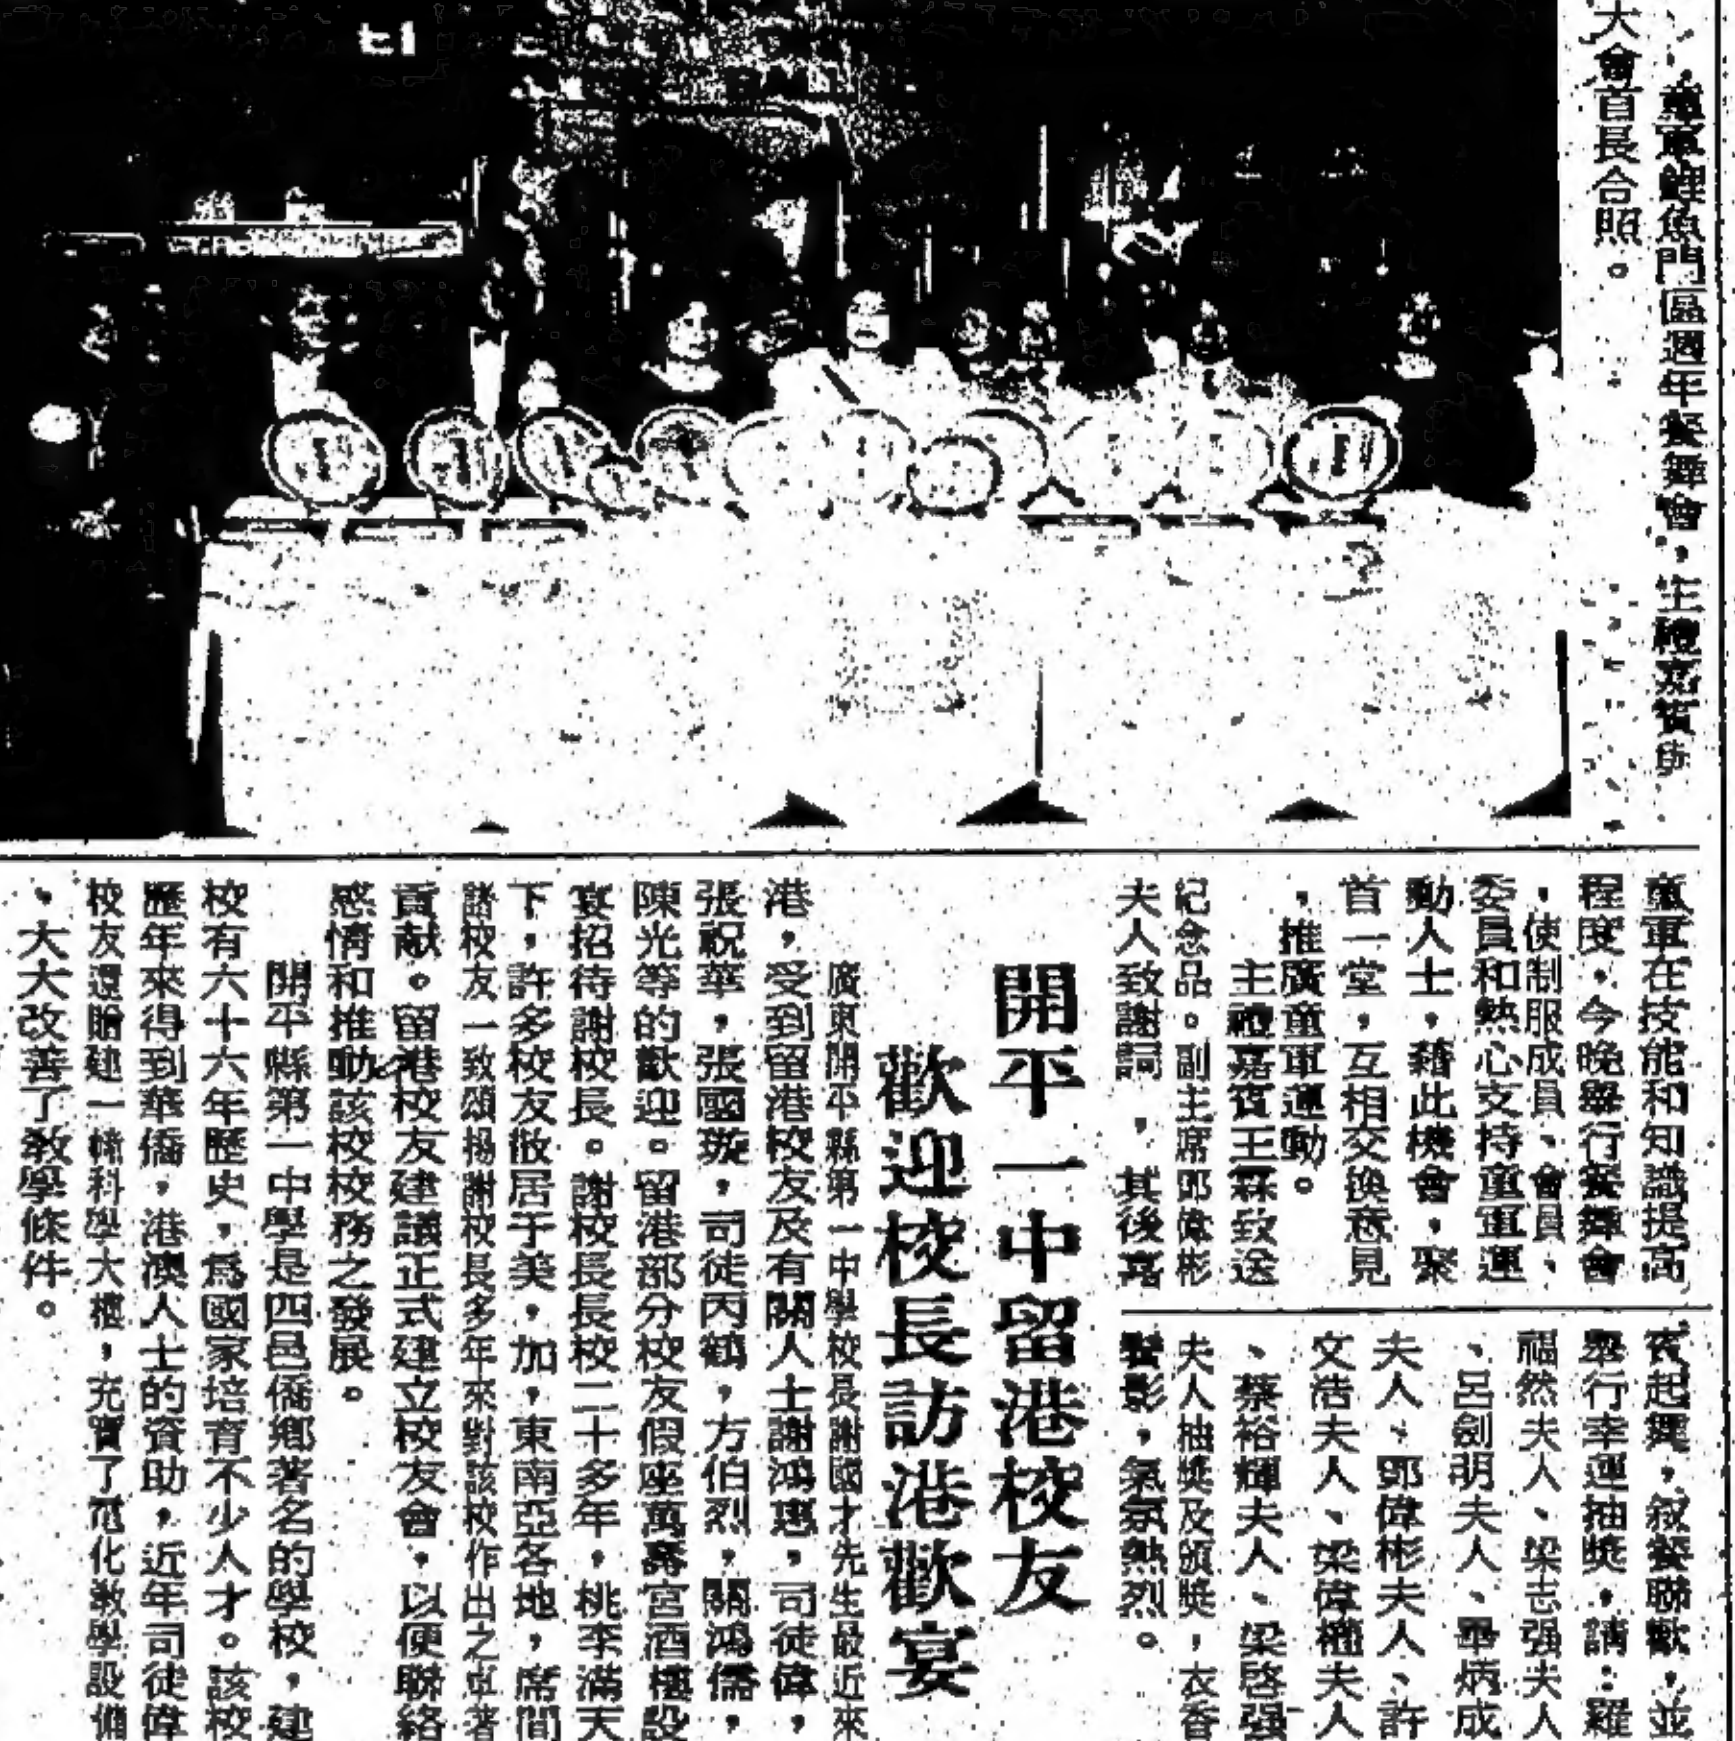 童軍鯉魚門區週年餐舞會,主禮嘉賓與
大會首長合照。
童軍在技能和知識提高
程度,今晚舉行餐舞會
,使制服成員、會員、
委員和熱心支持童軍運
動人士,藉此機會,聚
首一堂,互相交換意見
,推廣童軍運動。
主禮嘉賓王霖致送
紀念品。副主席鄧偉彬
夫人致謝詞,其後嘉
賓起舞,叙餐聯歡,並
舉行幸運抽獎,請:羅
福然夫人、梁志强夫人
、呂劍明夫人、畢炳成
夫人、鄧偉彬夫人、許
文浩夫人、梁偉權夫人
、蔡裕輝夫人、梁啓强
夫人抽獎及頒獎,衣香
鬢影,氣氛熱烈。
開平一中留港校友
歡迎校長訪港歡宴
廣東開平縣第一中學校長謝國才先生最近來
港,受到留港校友及有關人士謝鴻惠,司徒偉,
張祝華,張國璇,司徒丙鶴,方伯烈,關鴻儒,
陳光等的歡迎。留港部分校友假座萬壽宮酒樓設
宴招待謝校長。謝校長長校二十多年,桃李滿天
下,許多校友散居于美,加,東南亞各地,席間
諸校友一致頌揚謝校長多年來對該校作出之卓著
貢献。留港校友建議正式建立校友會,以便聯絡
感情和推動該校校務之發展。
開平縣第一中學是四邑僑鄉著名的學校,建
校有六十六年歷史,為國家培育不少人才。該校
歷年來得到華僑,港澳人士的資助,近年司徒偉
校友還贈建一幢科學大樓,充實了電化教學設備
,大大改善了教學條件。